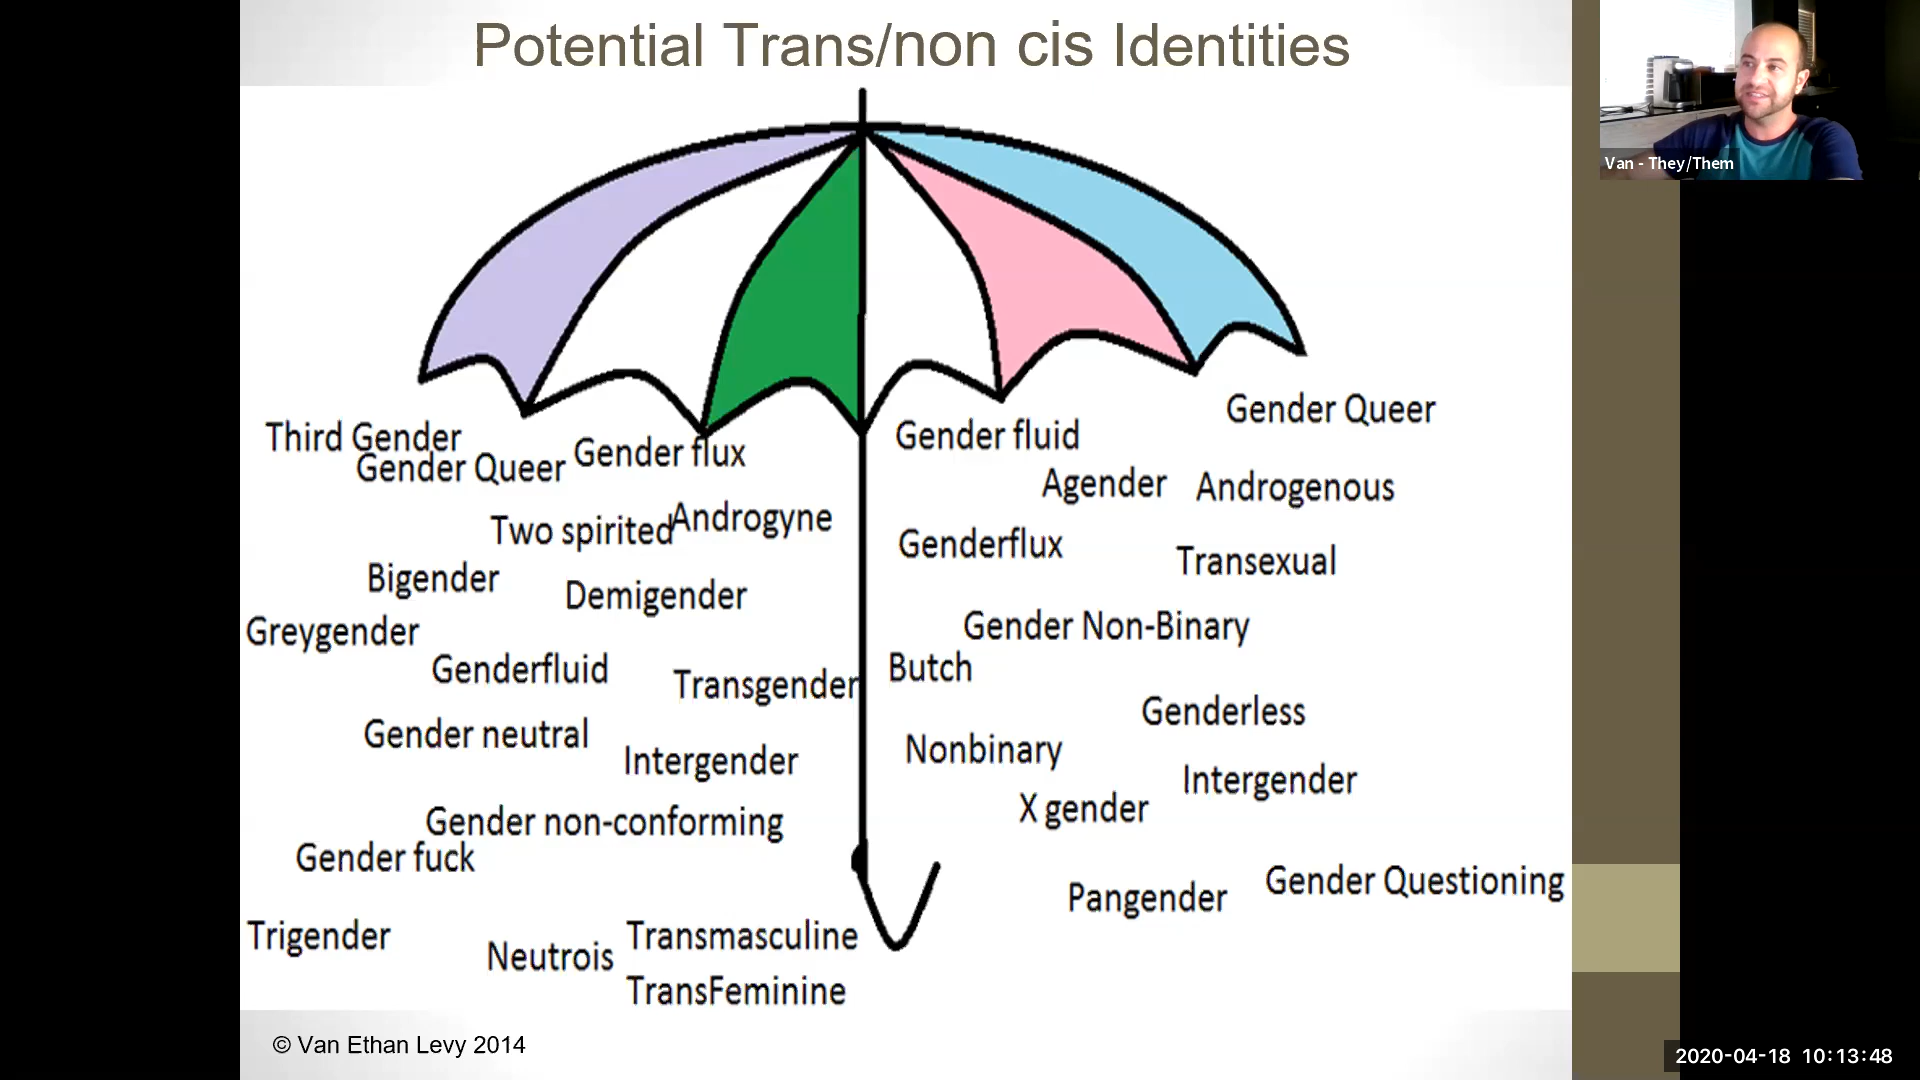 Potential Trans/non cis Identities
Van - They/Them
Third Gender
Gender Queer
Gender flux
Gender fluid
Gender Queer
Agender
Androgenous
Two spirited
Androgyne
Genderflux
Transexual
Bigender
Demigender
Greygender
Gender Non-Binary
Genderfluid
Transgender
Butch
Genderless
Gender neutral
Intergender
Nonbinary
Intergender
X gender
Gender non-conforming
Gender fuck
Pangender
Gender Questioning
Trigender
Neutrois
Transmasculine
TransFeminine
© Van Ethan Levy 2014
2020-04-18 10:13:48